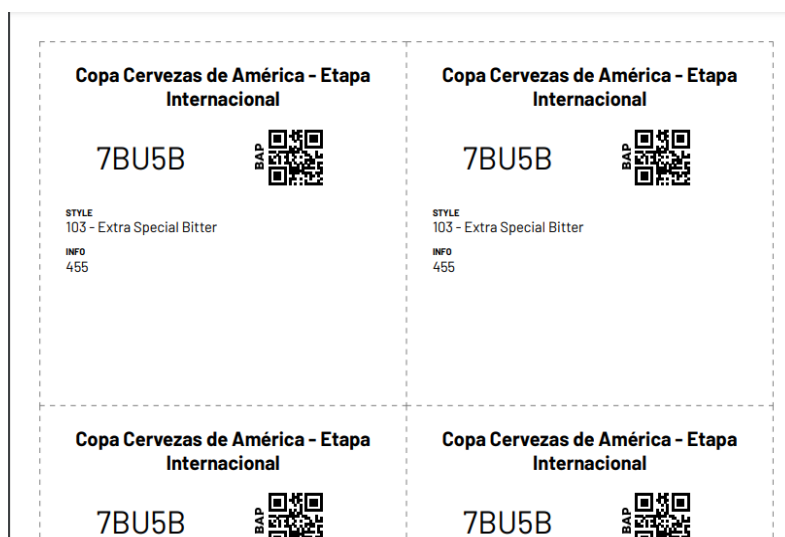 Copa Cervezas de América - Etapa
Internacional
7BU5B
BAP
STYLE
103 - Extra Special Bitter
INFO
455
Copa Cervezas de América - Etapa
Internacional
7BU5B
BAP
STYLE
103 - Extra Special Bitter
INFO
455
Copa Cervezas de América - Etapa
Internacional
7BU5B
BAP
Copa Cervezas de América - Etapa
Internacional
7BU5B
BAP